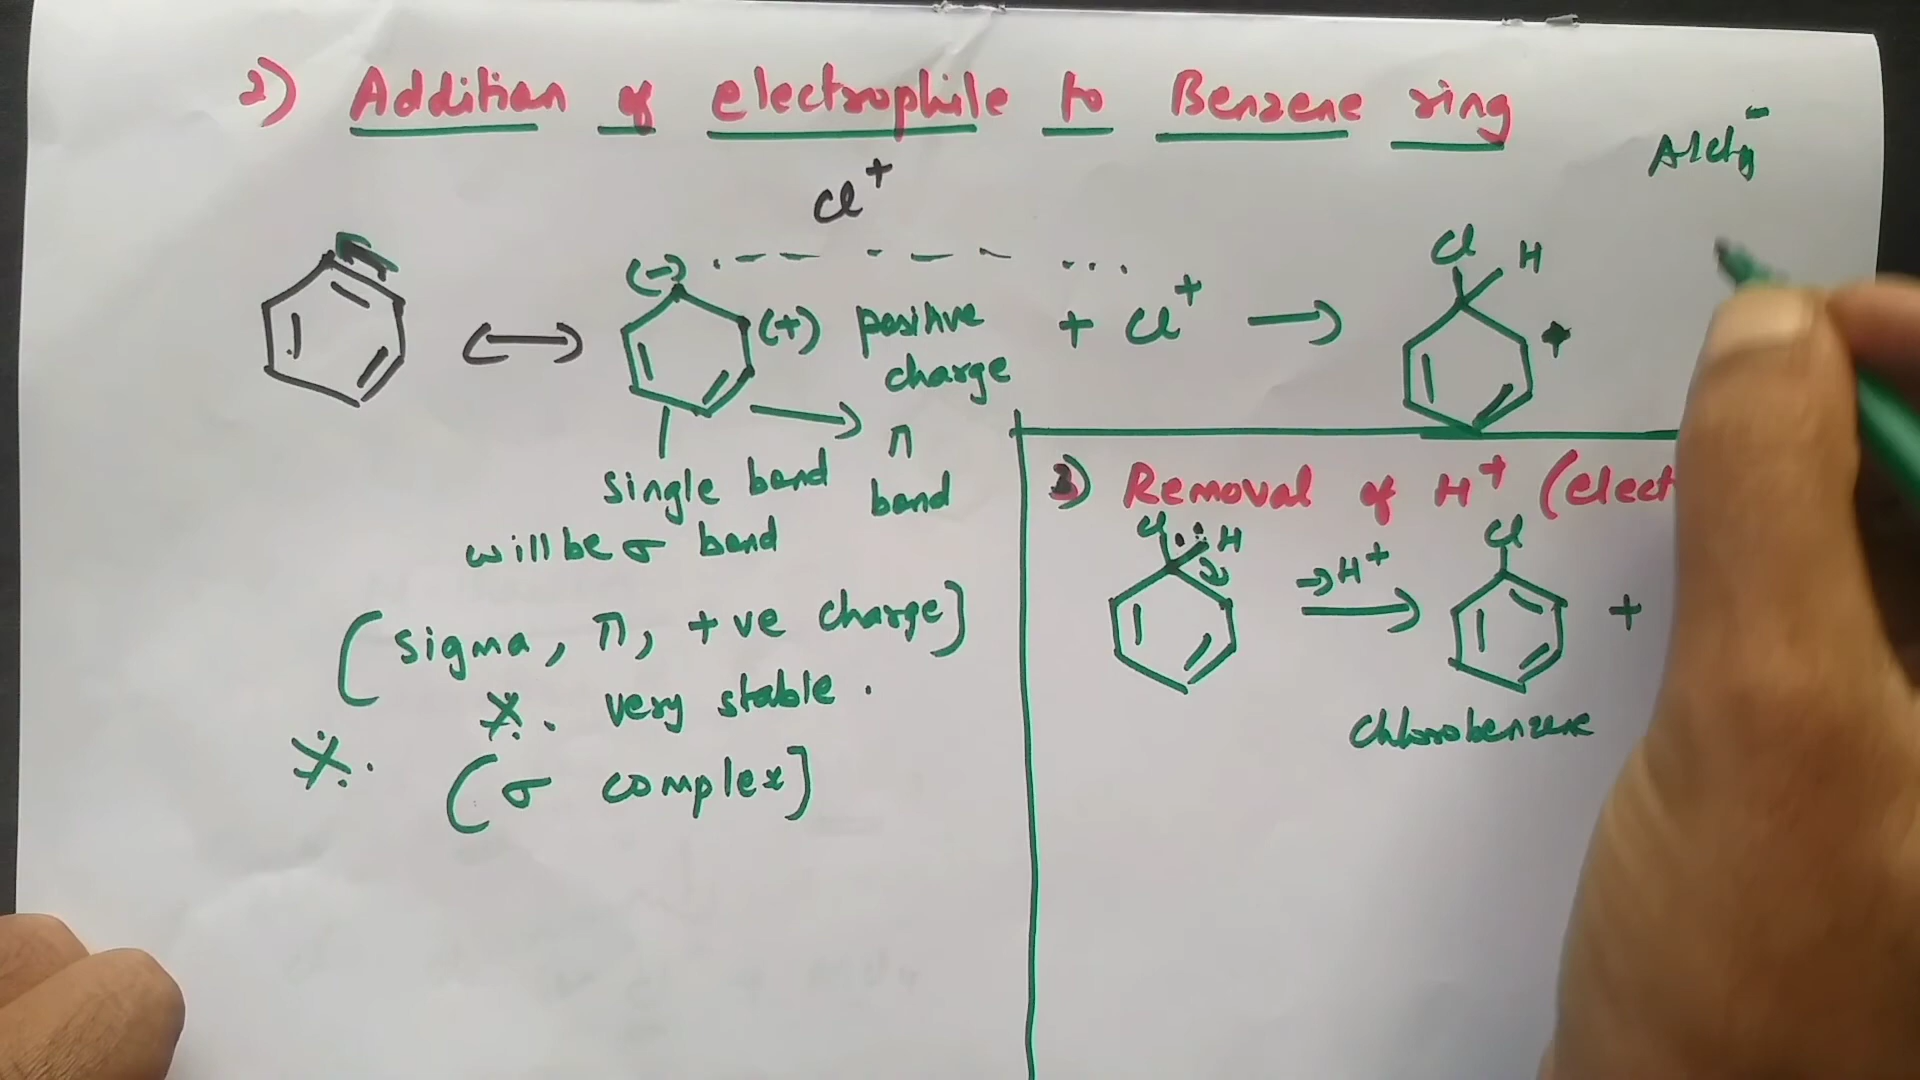 2) Addition of electrophile to Benzene ring
AlCl4-
Cl+
(-) - - - - - ...
(+) positive charge + Cl+ → Cl H +
single bond
π bond
will be σ bond
(sigma, π, +ve charge]
very stable.
(σ complex]
3) Removal of H+ (elect
Cl H
→H+
Cl
+
Chlorobenzene